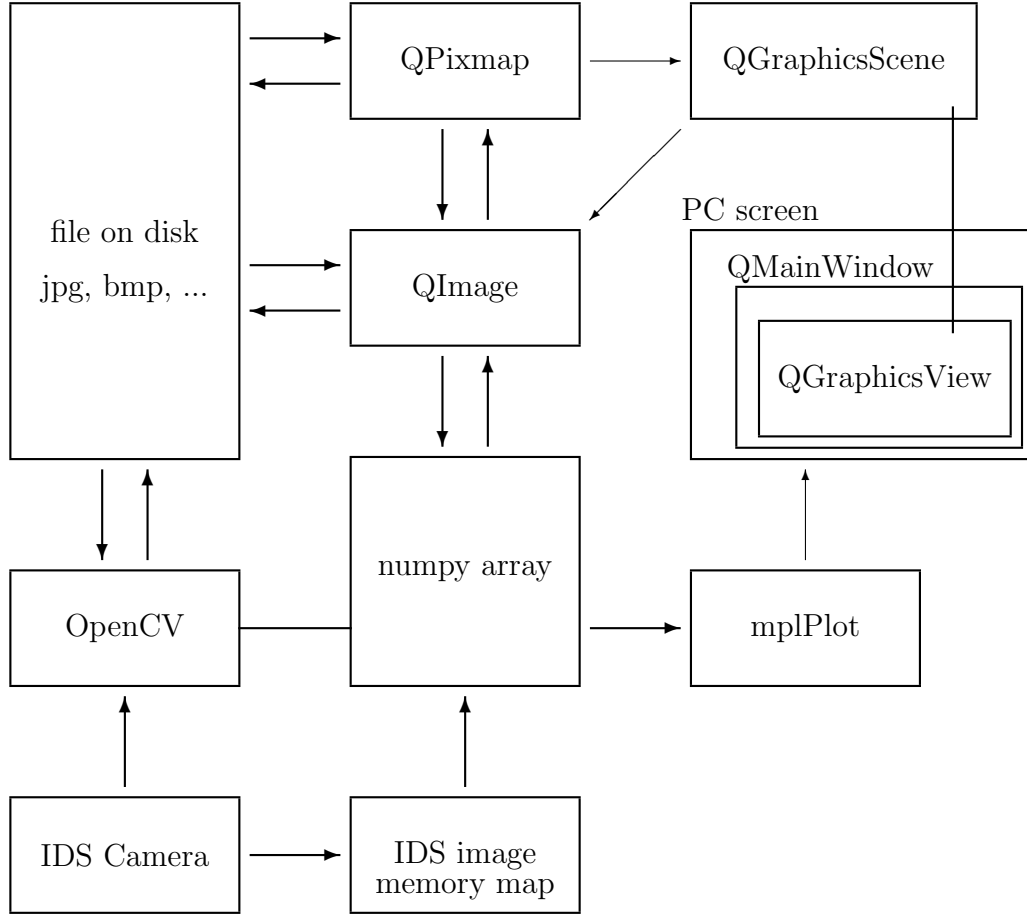 QPixmap
QGraphicsScene
PC screen
file on disk
jpg, bmp, ...
QImage
QMainWindow
QGraphicsView
numpy array
OpenCV
mplPlot
IDS Camera
IDS image
memory map